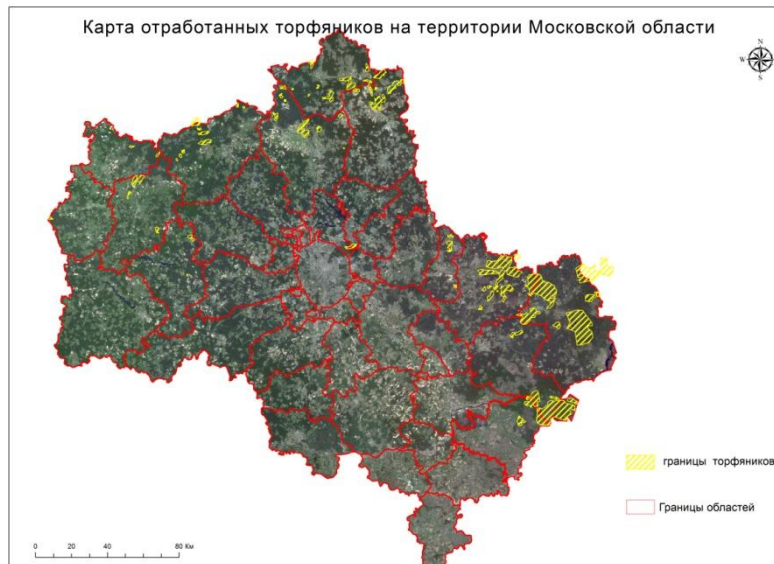 Карта отработанных торфяников на территории Московской области
N
W E
S
границы торфяников
Границы областей
0 20 40 80 Км